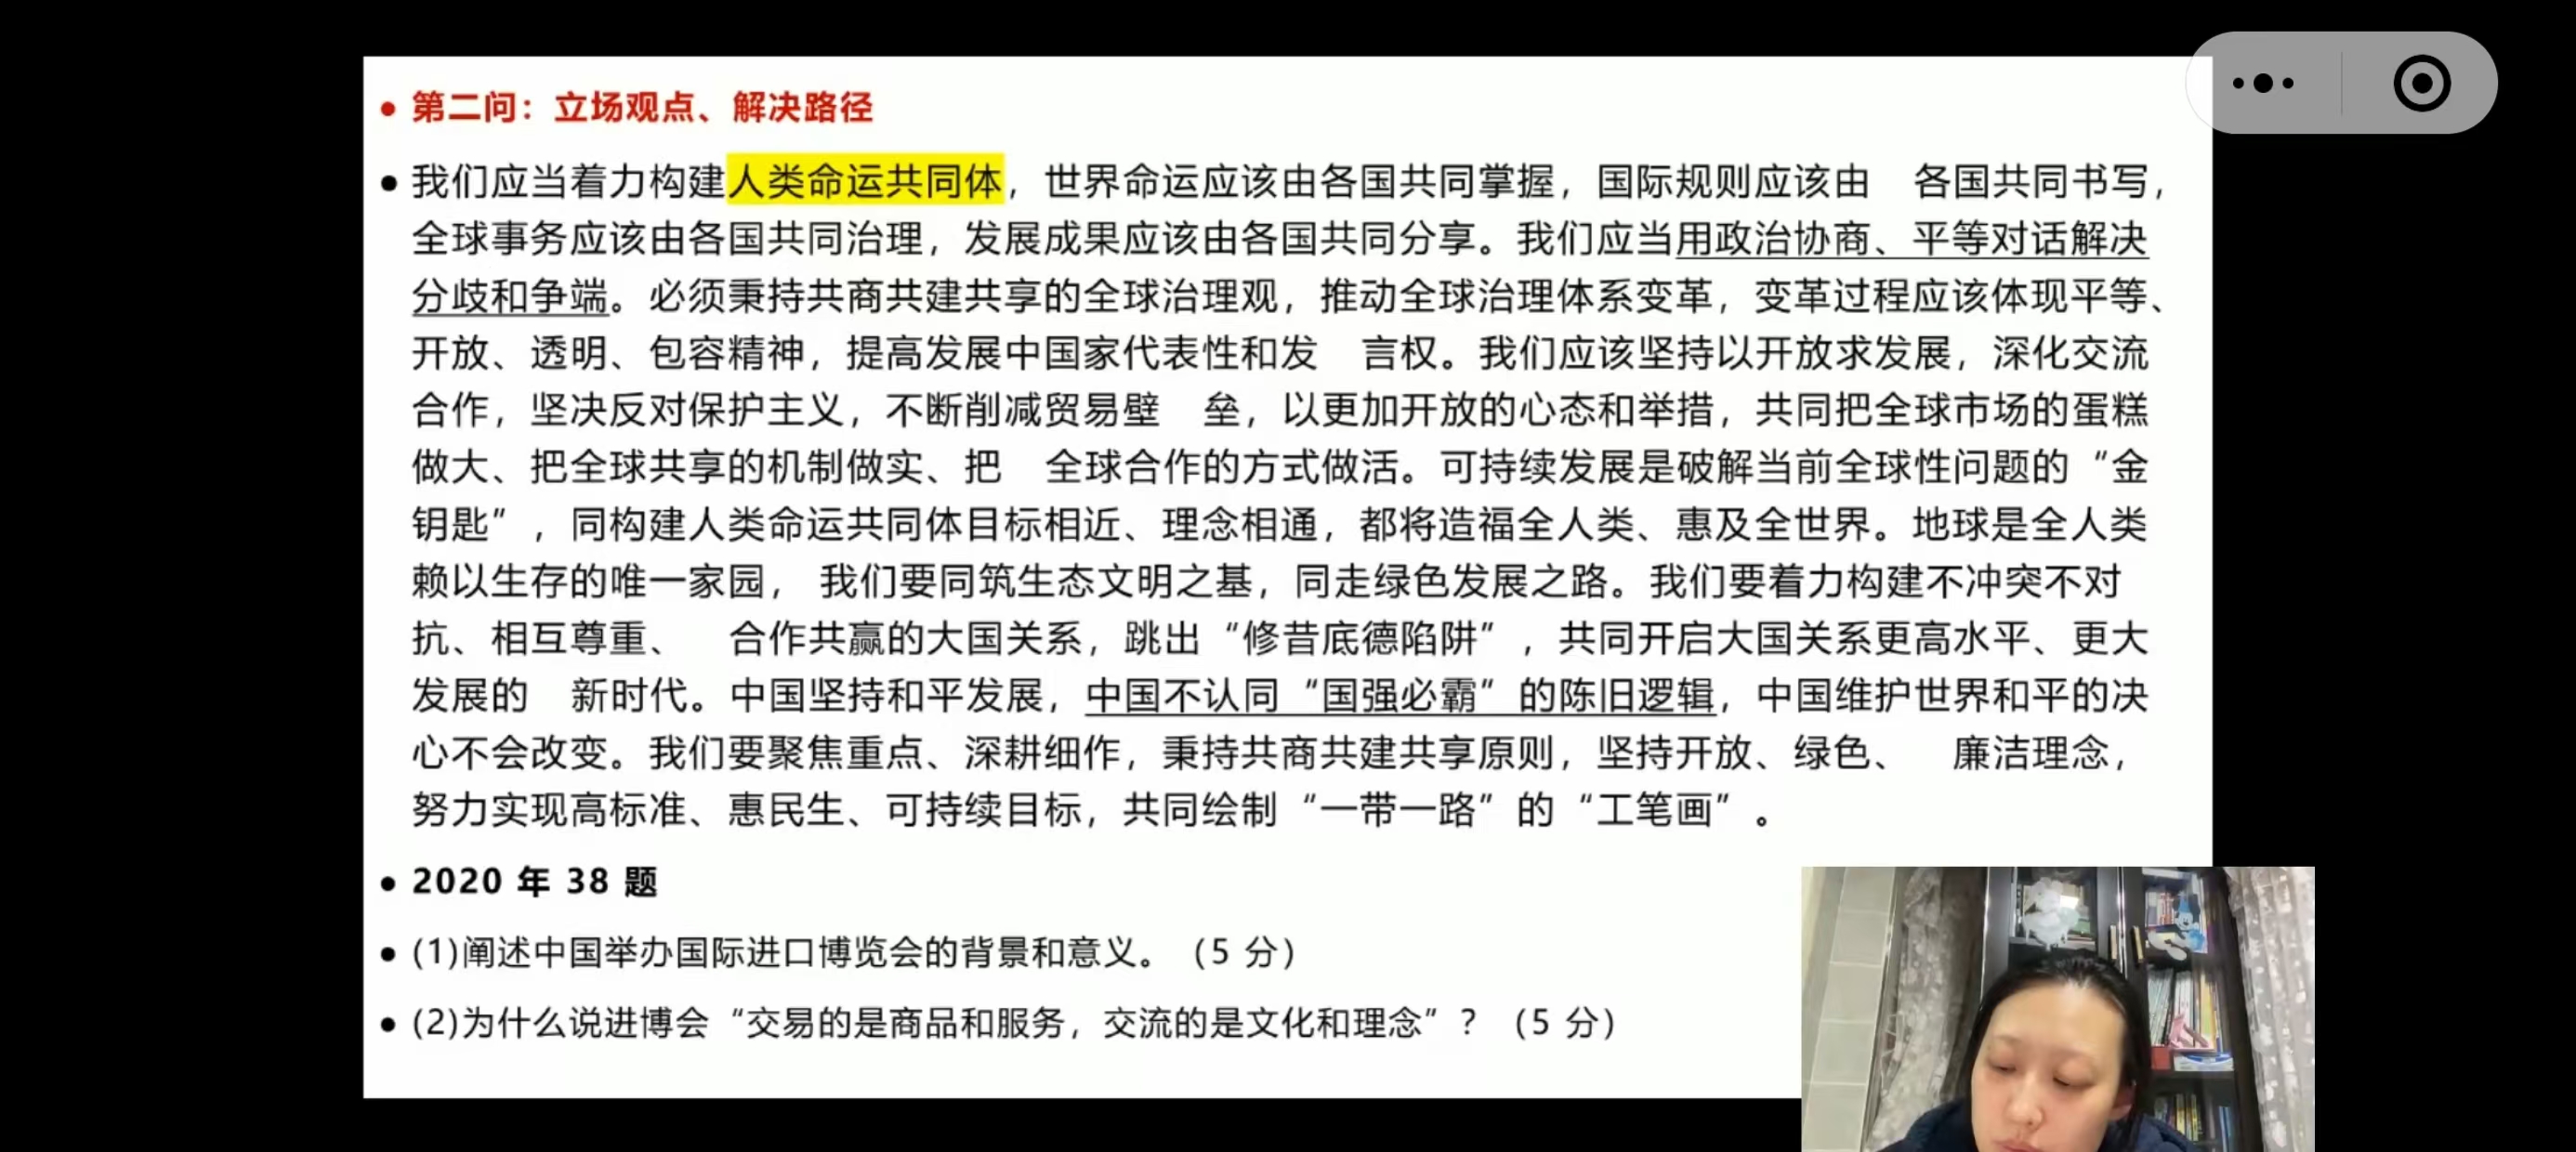 • 第二问：立场观点、解决路径
• 我们应当着力构建人类命运共同体，世界命运应该由各国共同掌握，国际规则应该由 各国共同书写，
全球事务应该由各国共同治理，发展成果应该由各国共同分享。我们应当用政治协商、平等对话解决
分歧和争端。必须秉持共商共建共享的全球治理观，推动全球治理体系变革，变革过程应该体现平等、
开放、透明、包容精神，提高发展中国家代表性和发 言权。我们应该坚持以开放求发展，深化交流
合作，坚决反对保护主义，不断削减贸易壁 垒，以更加开放的心态和举措，共同把全球市场的蛋糕
做大、把全球共享的机制做实、把 全球合作的方式做活。可持续发展是破解当前全球性问题的“金
钥匙”，同构建人类命运共同体目标相近、理念相通，都将造福全人类、惠及全世界。地球是全人类
赖以生存的唯一家园， 我们要同筑生态文明之基，同走绿色发展之路。我们要着力构建不冲突不对
抗、相互尊重、 合作共赢的大国关系，跳出“修昔底德陷阱”，共同开启大国关系更高水平、更大
发展的 新时代。中国坚持和平发展，中国不认同“国强必霸”的陈旧逻辑，中国维护世界和平的决
心不会改变。我们要聚焦重点、深耕细作，秉持共商共建共享原则，坚持开放、绿色、 廉洁理念，
努力实现高标准、惠民生、可持续目标，共同绘制“一带一路”的“工笔画”。
• 2020 年 38 题
• (1)阐述中国举办国际进口博览会的背景和意义。（5 分）
• (2)为什么说进博会“交易的是商品和服务，交流的是文化和理念”？（5 分）